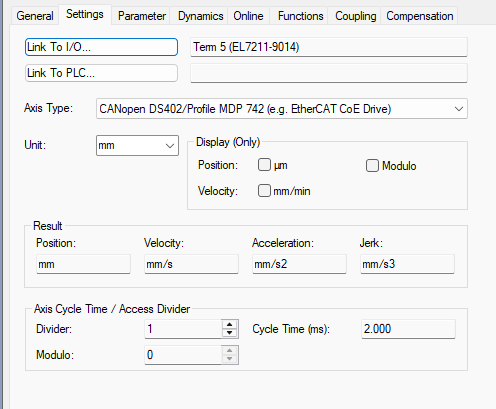 General Settings Parameter Dynamics Online Functions Coupling Compensation
Link To I/O... Term 5 (EL7211-9014)
Link To PLC...
Axis Type: CANopen DS402/Profile MDP 742 (e.g. EtherCAT CoE Drive)
Unit: mm
Display (Only)
Position: µm Modulo
Velocity: mm/min
Result
Position: Velocity: Acceleration: Jerk:
mm mm/s mm/s2 mm/s3
Axis Cycle Time / Access Divider
Divider: 1 Cycle Time (ms): 2.000
Modulo: 0